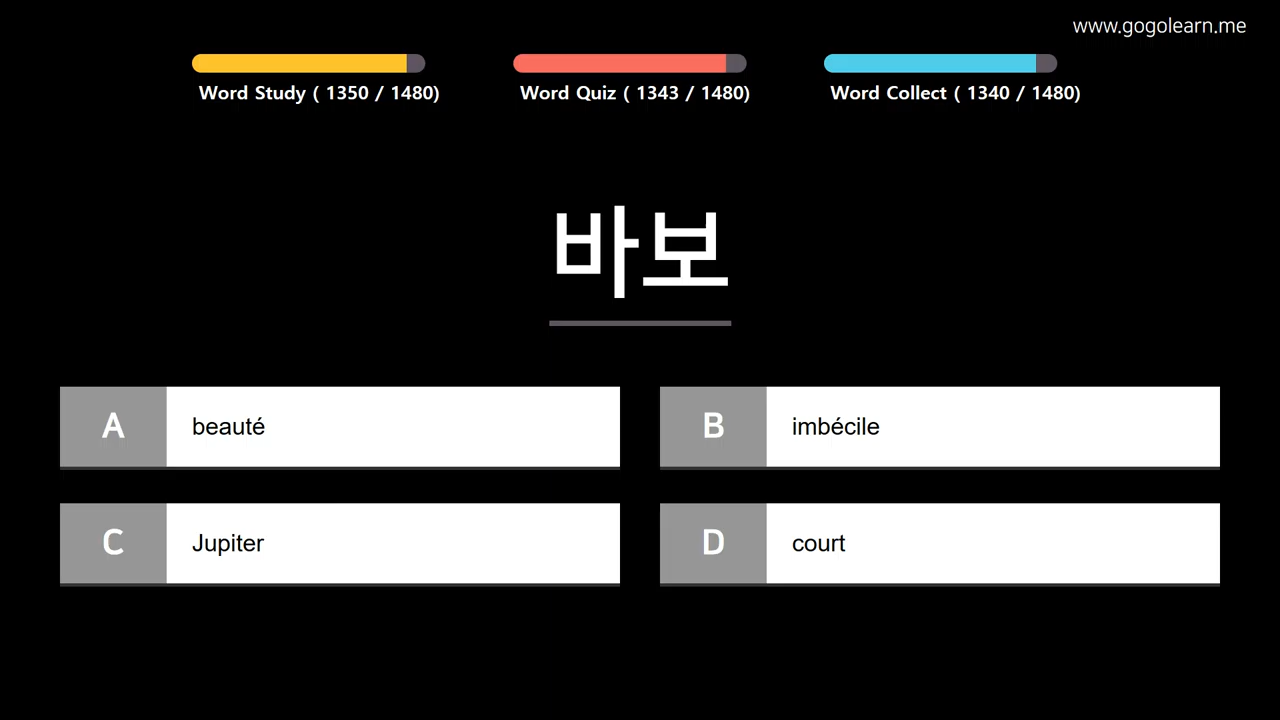 www.gogolearn.me
Word Study ( 1350 / 1480)
Word Quiz ( 1343 / 1480)
Word Collect ( 1340 / 1480)
바보
A beauté
B imbécile
C Jupiter
D court